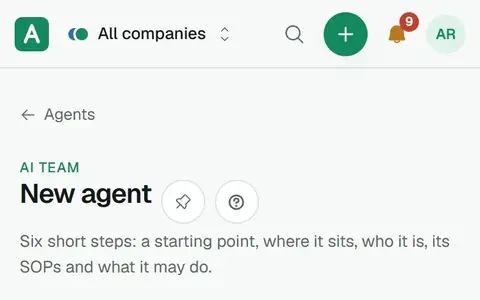 A
All companies
9
AR
← Agents
AI TEAM
New agent
Six short steps: a starting point, where it sits, who it is, its
SOPs and what it may do.